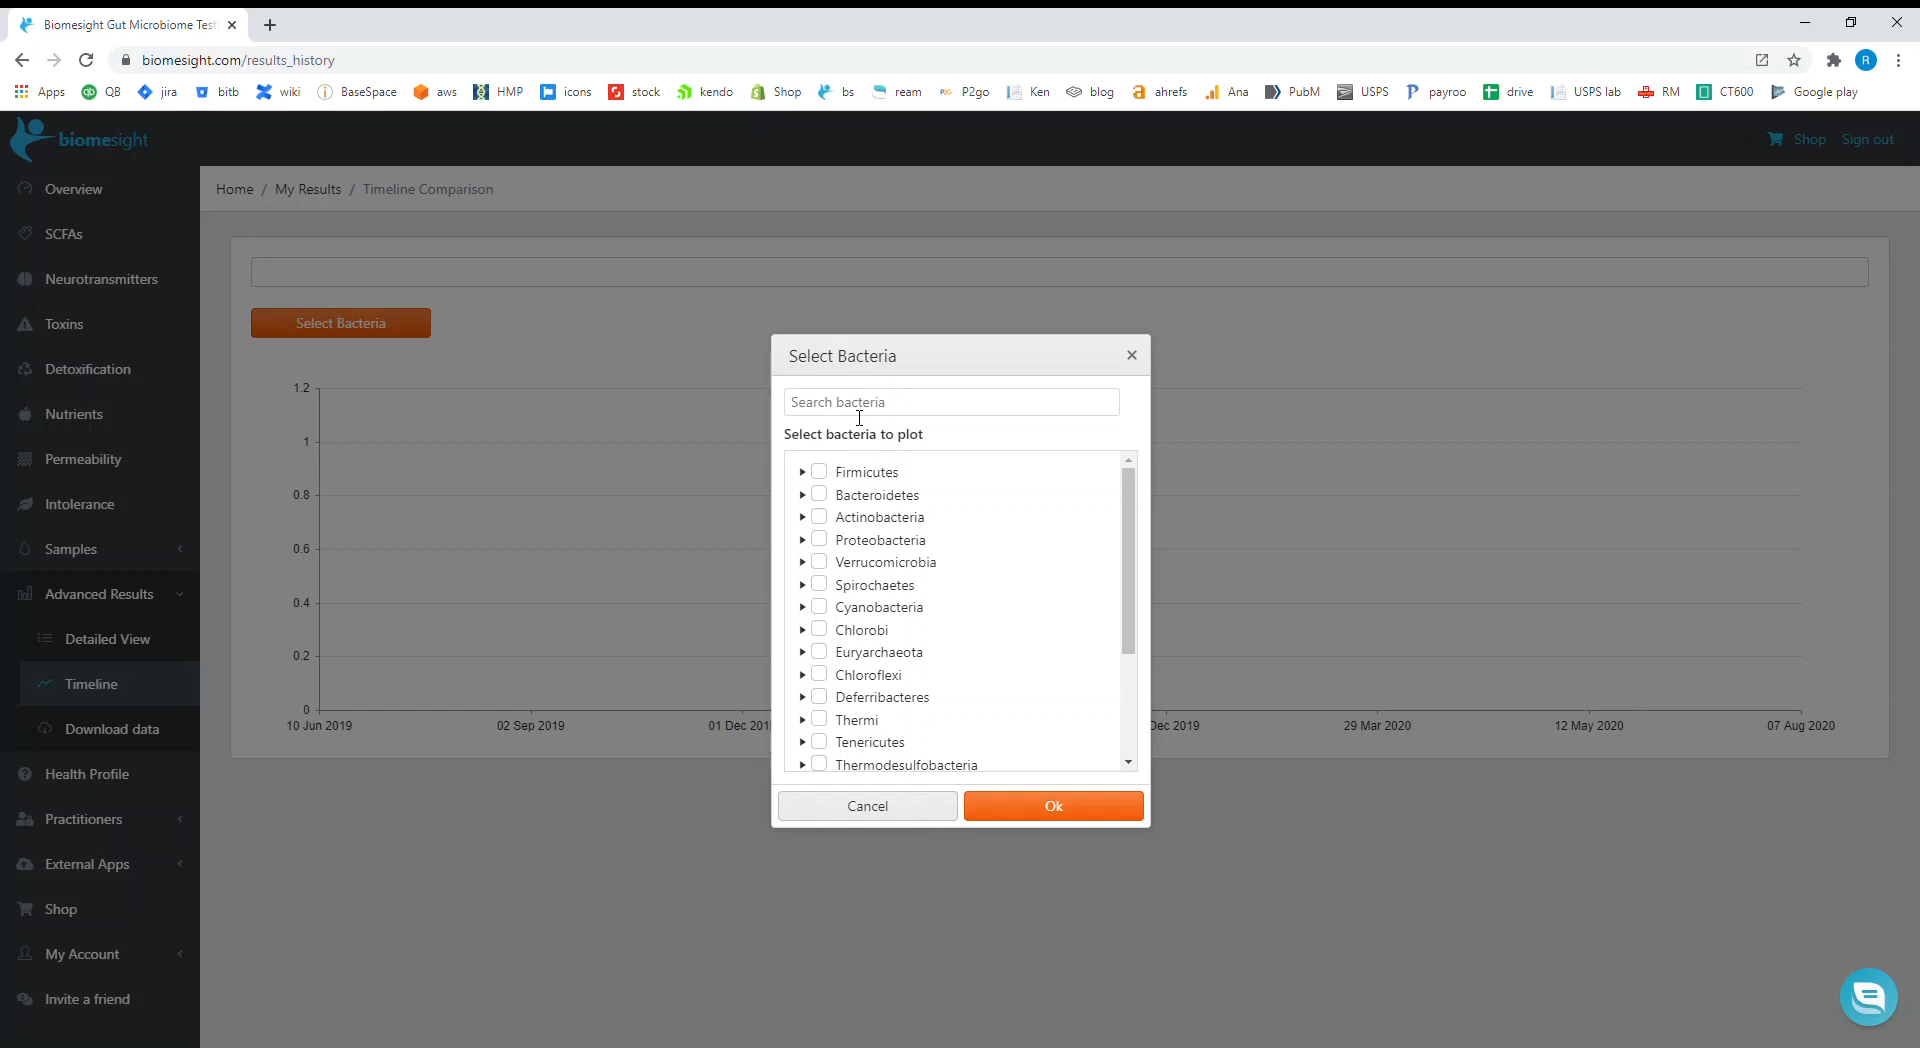 Biomesight Gut Microbiome Test
biomesight.com/results_history
R
Apps QB jira bitb wiki BaseSpace aws HMP icons stock kendo Shop bs ream P2go Ken blog ahrefs Ana PubM USPS payroo drive USPS lab RM CT600 Google play
biomesight
Shop Sign out
Overview
SCFAs
Neurotransmitters
Toxins
Detoxification
Nutrients
Permeability
Intolerance
Samples
Advanced Results
Detailed View
Timeline
Download data
Health Profile
Practitioners
External Apps
Shop
My Account
Invite a friend
Home / My Results / Timeline Comparison
Select Bacteria
1.2
1
0.8
0.6
0.4
0.2
0
10 Jun 2019 02 Sep 2019 01 Dec 201 Dec 2019 29 Mar 2020 12 May 2020 07 Aug 2020
Select Bacteria
Search bacteria
Select bacteria to plot
Firmicutes
Bacteroidetes
Actinobacteria
Proteobacteria
Verrucomicrobia
Spirochaetes
Cyanobacteria
Chlorobi
Euryarchaeota
Chloroflexi
Deferribacteres
Thermi
Tenericutes
Thermodesulfobacteria
Cancel Ok